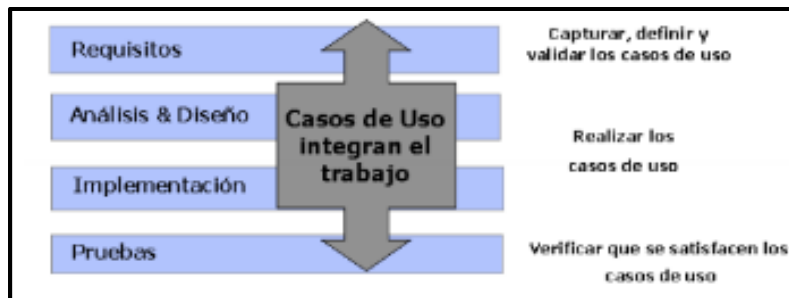 Requisitos
Capturar, definir y
validar los casos de uso
Análisis & Diseño
Casos de Uso
integran el
trabajo
Realizar los
casos de uso
Implementación
Pruebas
Verificar que se satisfacen los
casos de uso